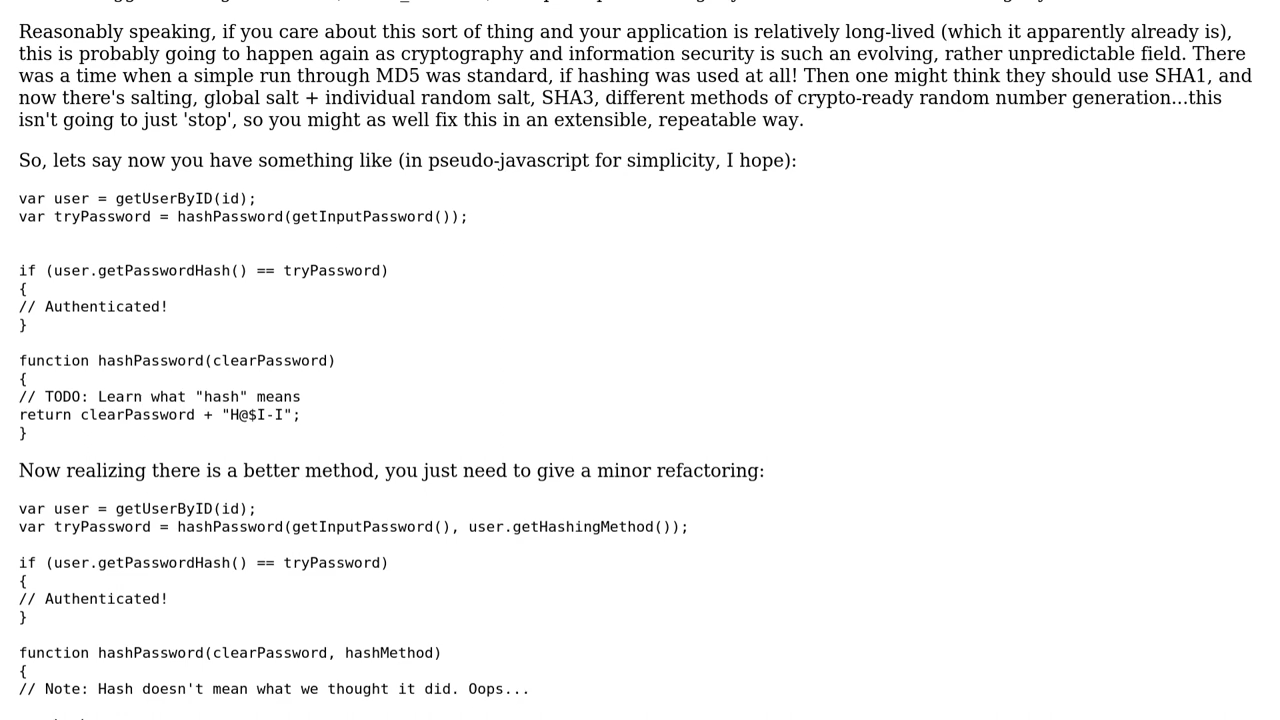 Reasonably speaking, if you care about this sort of thing and your application is relatively long-lived (which it apparently already is),
this is probably going to happen again as cryptography and information security is such an evolving, rather unpredictable field. There
was a time when a simple run through MD5 was standard, if hashing was used at all! Then one might think they should use SHA1, and
now there's salting, global salt + individual random salt, SHA3, different methods of crypto-ready random number generation...this
isn't going to just 'stop', so you might as well fix this in an extensible, repeatable way.
So, lets say now you have something like (in pseudo-javascript for simplicity, I hope):
var user = getUserByID(id);
var tryPassword = hashPassword(getInputPassword());
if (user.getPasswordHash() == tryPassword)
{
// Authenticated!
}
function hashPassword(clearPassword)
{
// TODO: Learn what "hash" means
return clearPassword + "H@$I-I";
}
Now realizing there is a better method, you just need to give a minor refactoring:
var user = getUserByID(id);
var tryPassword = hashPassword(getInputPassword(), user.getHashingMethod());
if (user.getPasswordHash() == tryPassword)
{
// Authenticated!
}
function hashPassword(clearPassword, hashMethod)
{
// Note: Hash doesn't mean what we thought it did. Oops...